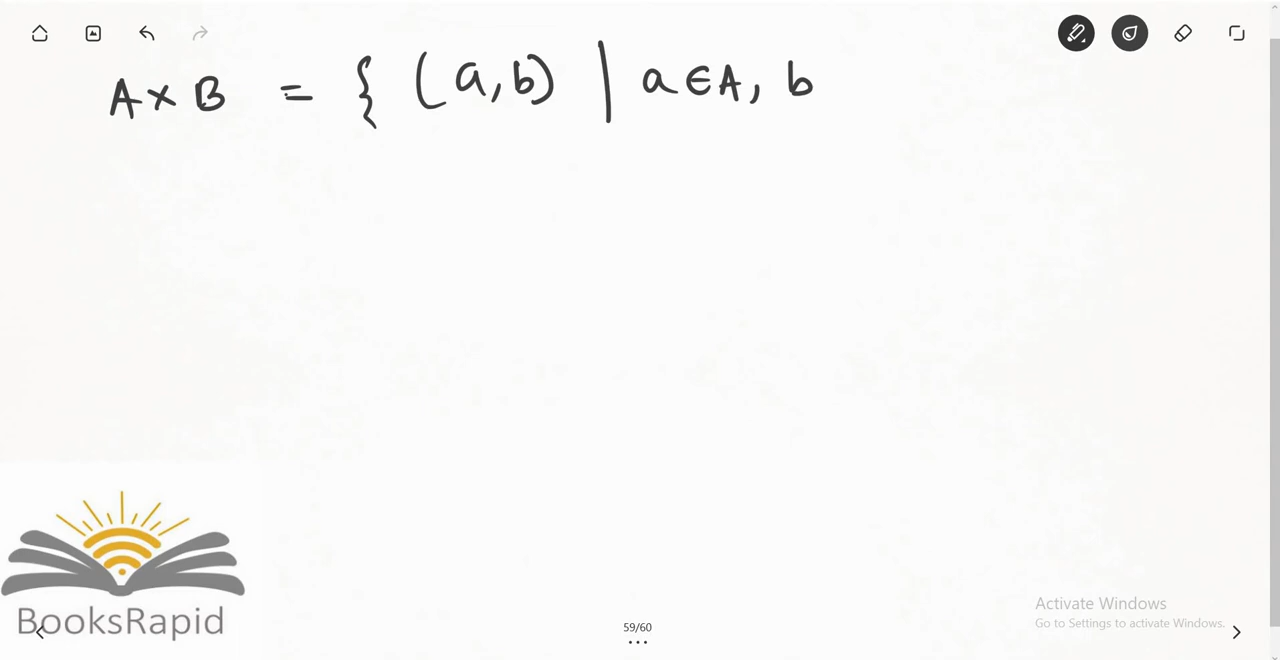 A × B = { (a,b) | a ∈ A, b
BooksRapid
59/60
Activate Windows
Go to Settings to activate Windows.